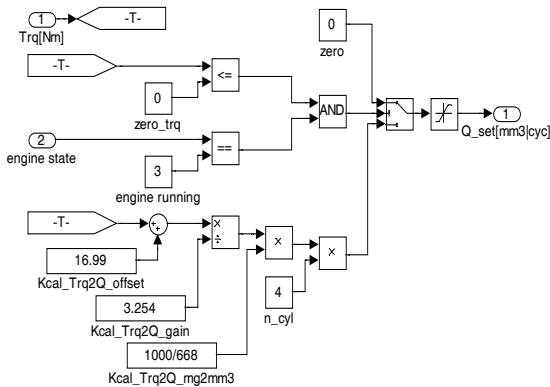 1
-T-
Trq[Nm]
0
zero
-T-
<=
0
zero_trq
AND
1
Q_set[mm3|cyc]
2
engine state
==
3
engine running
-T-
+
+
×
÷
×
×
16.99
Kcal_Trq2Q_offset
4
n_cyl
3.254
Kcal_Trq2Q_gain
1000/668
Kcal_Trq2Q_mg2mm3